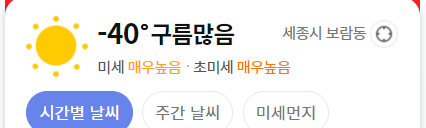 -40°구름많음 세종시 보람동
미세 매우높음 · 초미세 매우높음
시간별 날씨 주간 날씨 미세먼지